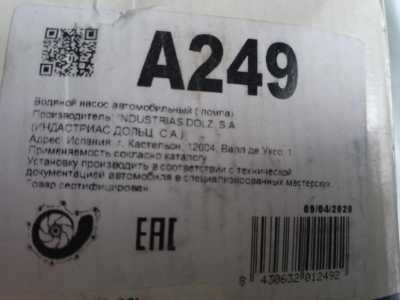 A249
Водяной насос автомобильный ( помпа)
Производитель: INDUSTRIAS DOLZ, S.A.
(ИНДАСТРИАС ДОЛЬЦ, С.А.)
Адрес: Испания, г. Кастельон, 12004, Валл де Уксо, 1
Применяемость согласно каталогу
Установку производить в соответствии с технической
документацией автомобиля в специализированных мастерских
Товар сертифицирован
09/04/2020
EAC
8 430632 012492